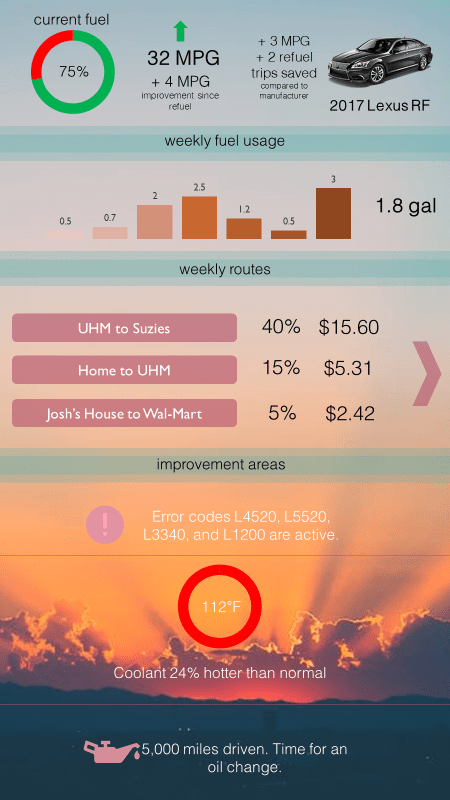 current fuel
75%
32 MPG
+ 4 MPG
improvement since
refuel
+ 3 MPG
+ 2 refuel
trips saved
compared to
manufacturer
2017 Lexus RF
weekly fuel usage
0.5
0.7
2
2.5
1.2
0.5
3
1.8 gal
weekly routes
UHM to Suzies 40% $15.60
Home to UHM 15% $5.31
Josh's House to Wal-Mart 5% $2.42
improvement areas
!
Error codes L4520, L5520,
L3340, and L1200 are active.
112°F
Coolant 24% hotter than normal
5,000 miles driven. Time for an
oil change.